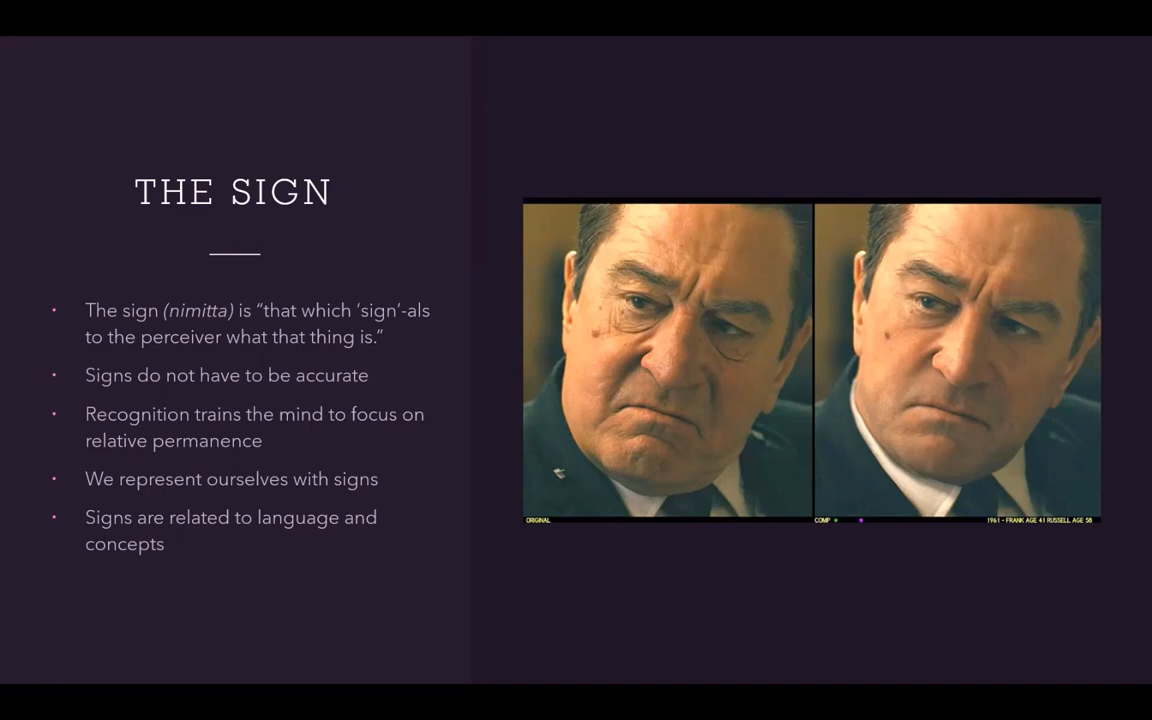 THE SIGN
• The sign (nimitta) is “that which ‘sign’-als
to the perceiver what that thing is.”
• Signs do not have to be accurate
• Recognition trains the mind to focus on
relative permanence
• We represent ourselves with signs
• Signs are related to language and
concepts
ORIGINAL
COMP
1961 - FRANK AGE 41 RUSSELL AGE 58